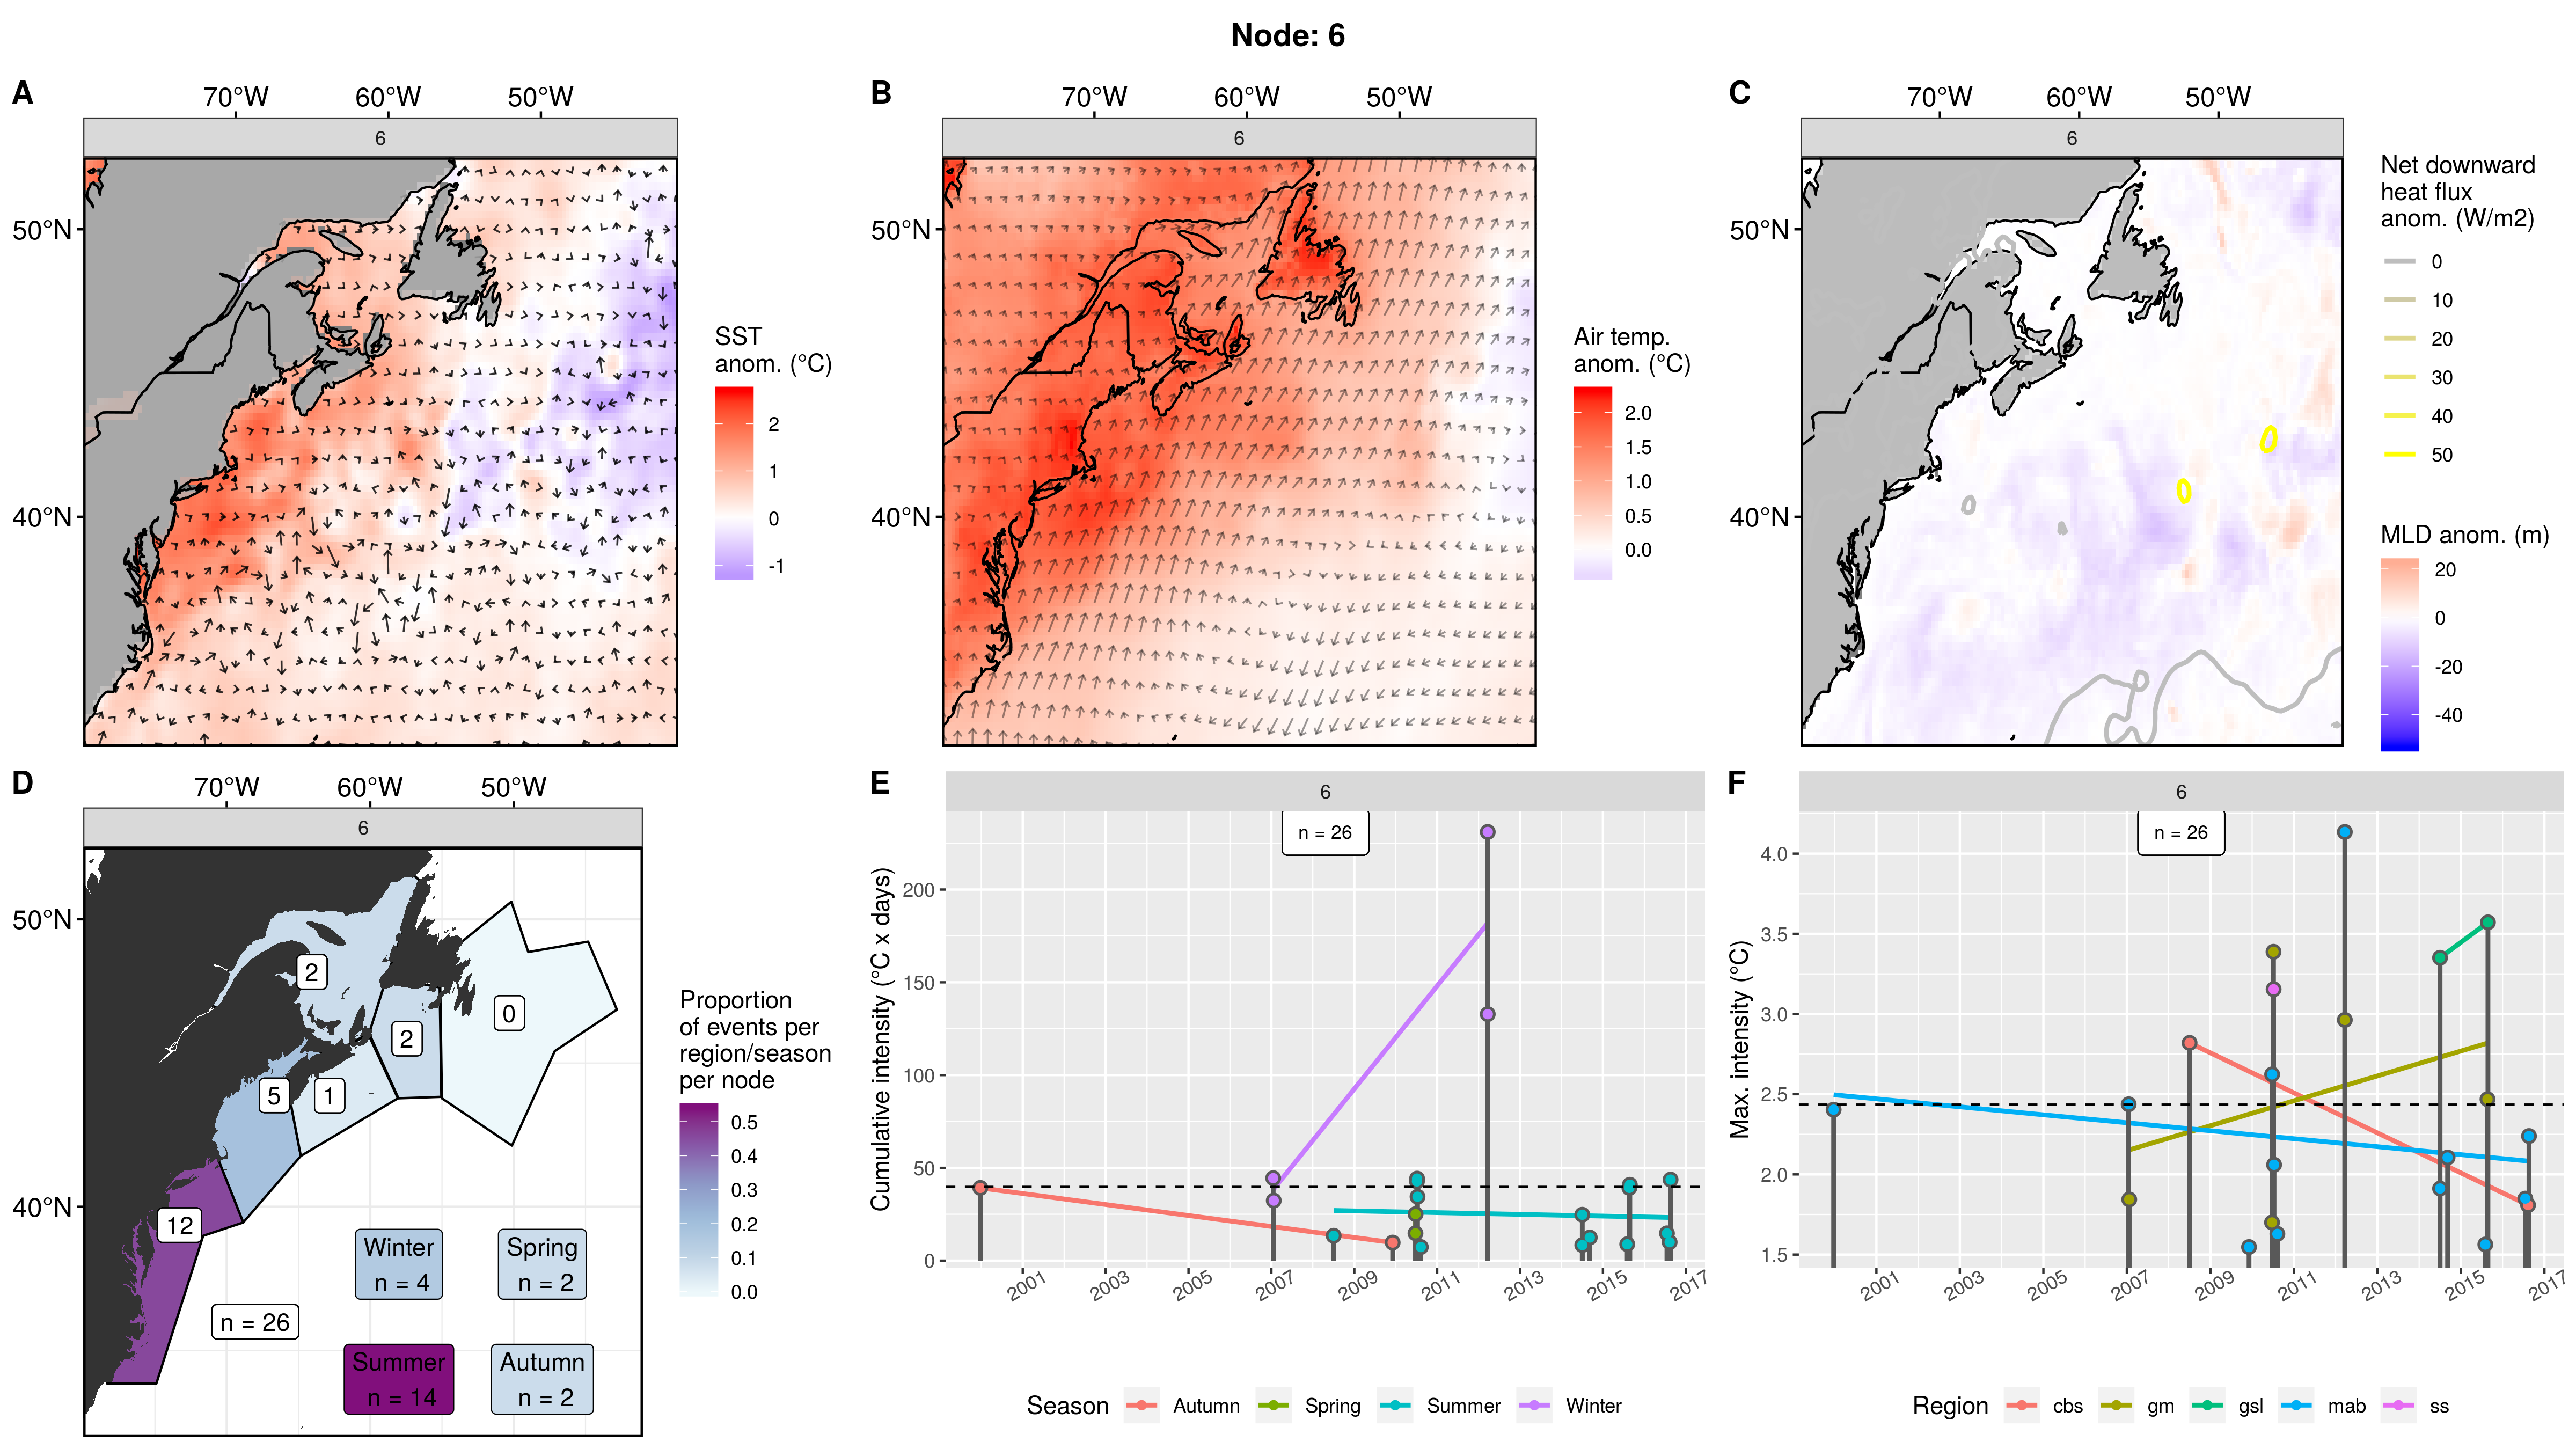 Node: 6
A
70°W 60°W 50°W
6
50°N
40°N
SST
anom. (°C)
2
1
0
-1
B
70°W 60°W 50°W
6
50°N
40°N
Air temp.
anom. (°C)
2.0
1.5
1.0
0.5
0.0
C
70°W 60°W 50°W
6
50°N
40°N
Net downward
heat flux
anom. (W/m2)
0
10
20
30
40
50
MLD anom. (m)
20
0
-20
-40
D
70°W 60°W 50°W
6
50°N
40°N
2
2
0
5
1
12
n = 26
Winter
n = 4
Spring
n = 2
Summer
n = 14
Autumn
n = 2
Proportion
of events per
region/season
per node
0.5
0.4
0.3
0.2
0.1
0.0
E
6
n = 26
Cumulative intensity (°C x days)
200
150
100
50
0
2001 2003 2005 2007 2009 2011 2013 2015 2017
Season Autumn Spring Summer Winter
F
6
n = 26
Max. intensity (°C)
4.0
3.5
3.0
2.5
2.0
1.5
2001 2003 2005 2007 2009 2011 2013 2015 2017
Region cbs gm gsl mab ss